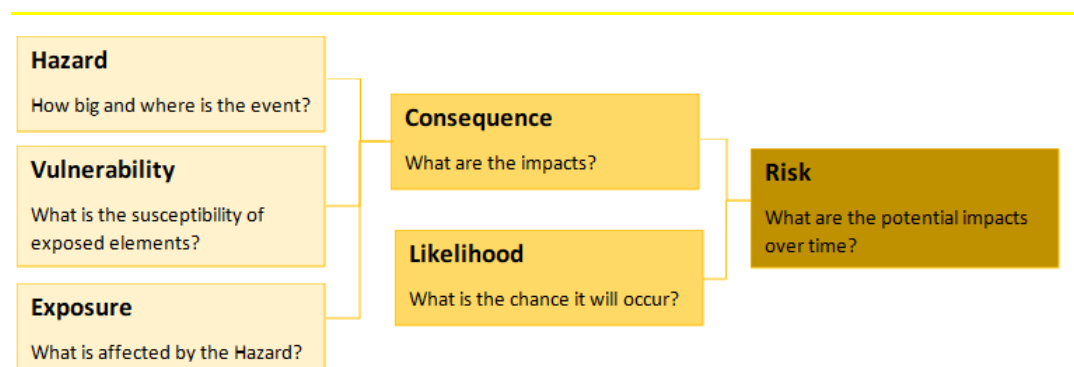 Hazard
How big and where is the event?
Vulnerability
What is the susceptibility of
exposed elements?
Exposure
What is affected by the Hazard?
Consequence
What are the impacts?
Likelihood
What is the chance it will occur?
Risk
What are the potential impacts
over time?